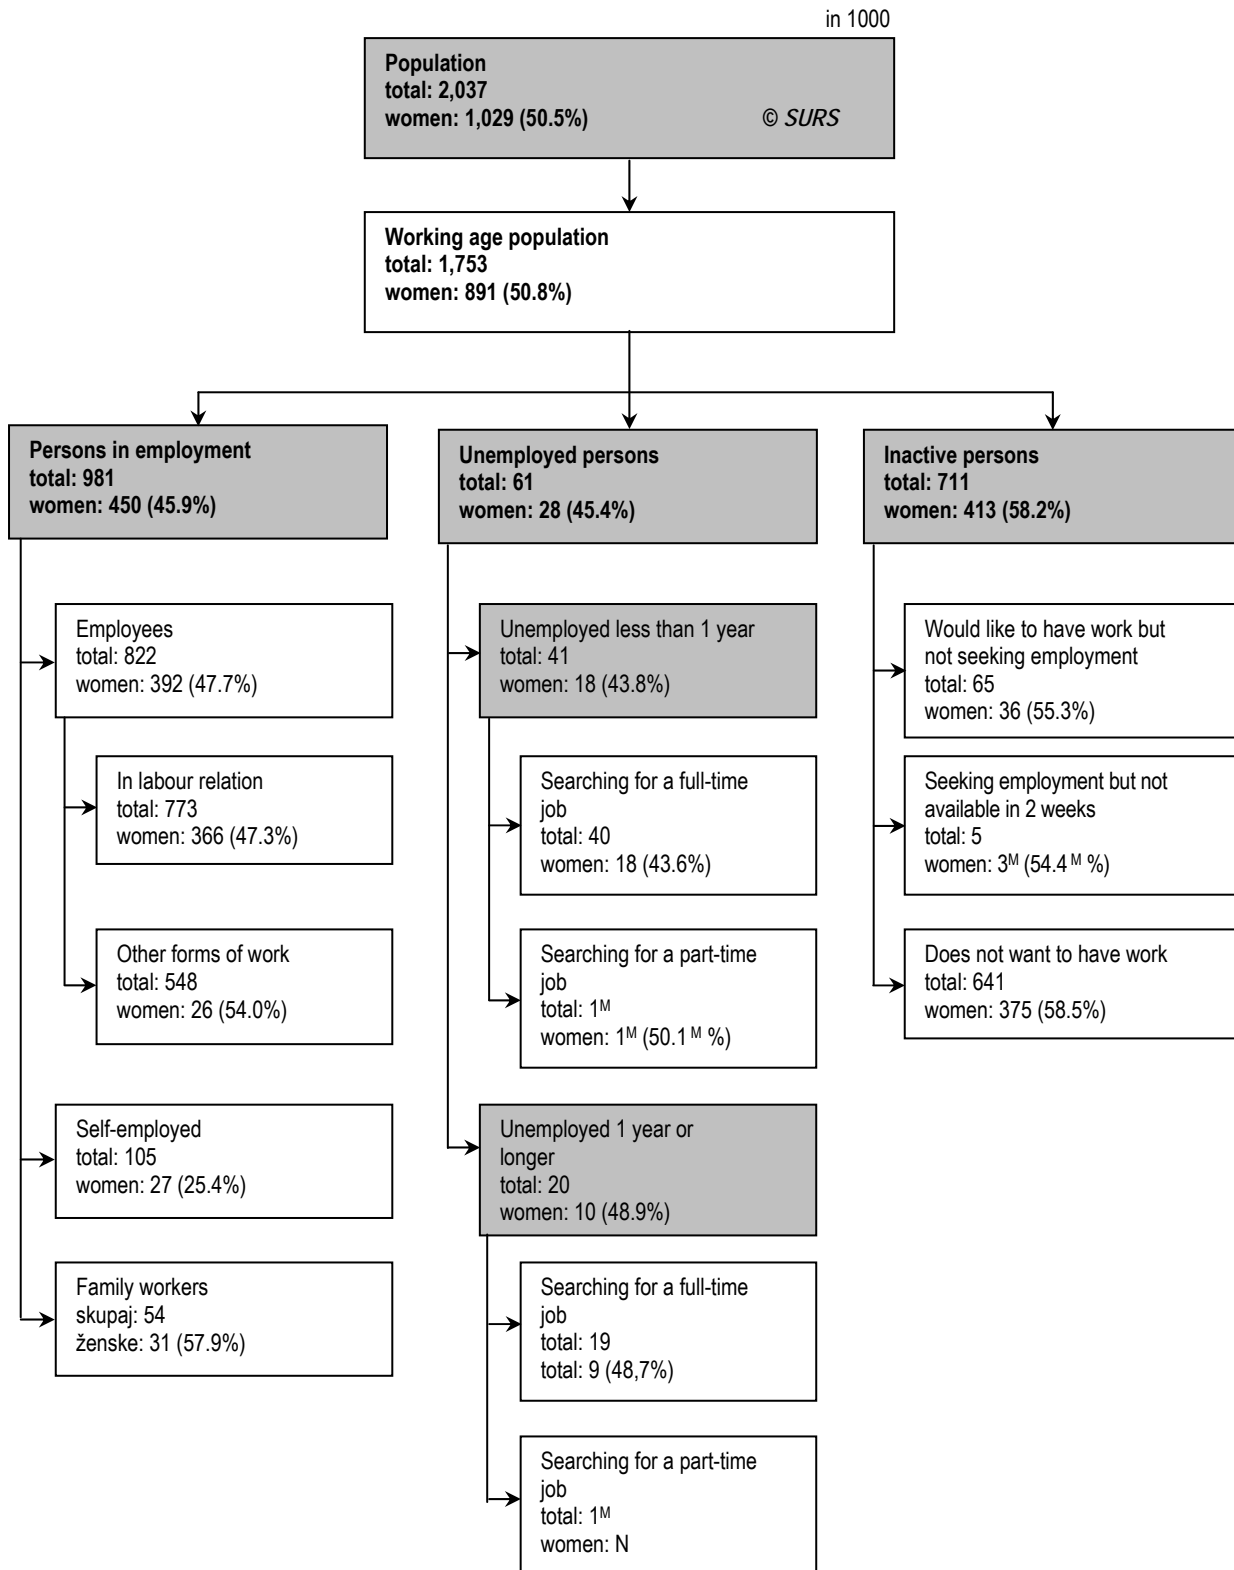 in 1000
Population
total: 2,037
women: 1,029 (50.5%)
© SURS
Working age population
total: 1,753
women: 891 (50.8%)
Persons in employment
total: 981
women: 450 (45.9%)
Employees
total: 822
women: 392 (47.7%)
In labour relation
total: 773
women: 366 (47.3%)
Other forms of work
total: 548
women: 26 (54.0%)
Self-employed
total: 105
women: 27 (25.4%)
Family workers
skupaj: 54
ženske: 31 (57.9%)
Unemployed persons
total: 61
women: 28 (45.4%)
Unemployed less than 1 year
total: 41
women: 18 (43.8%)
Searching for a full-time
job
total: 40
women: 18 (43.6%)
Searching for a part-time
job
total: 1ᴹ
women: 1ᴹ (50.1 ᴹ %)
Unemployed 1 year or
longer
total: 20
women: 10 (48.9%)
Searching for a full-time
job
total: 19
total: 9 (48,7%)
Searching for a part-time
job
total: 1ᴹ
women: N
Inactive persons
total: 711
women: 413 (58.2%)
Would like to have work but
not seeking employment
total: 65
women: 36 (55.3%)
Seeking employment but not
available in 2 weeks
total: 5
women: 3ᴹ (54.4 ᴹ %)
Does not want to have work
total: 641
women: 375 (58.5%)